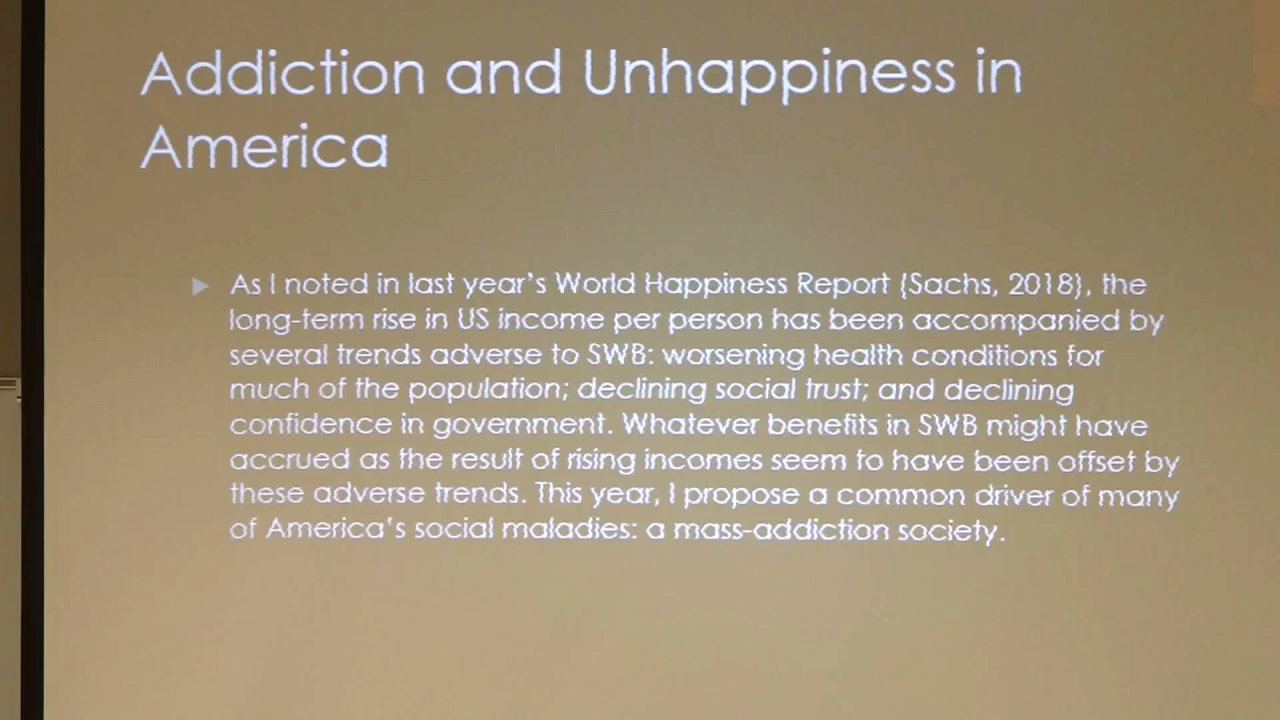 Addiction and Unhappiness in
America
As I noted in last year's World Happiness Report (Sachs, 2018), the
long-term rise in US income per person has been accompanied by
several trends adverse to SWB: worsening health conditions for
much of the population; declining social trust; and declining
confidence in government. Whatever benefits in SWB might have
accrued as the result of rising incomes seem to have been offset by
these adverse trends. This year, I propose a common driver of many
of America's social maladies: a mass-addiction society.